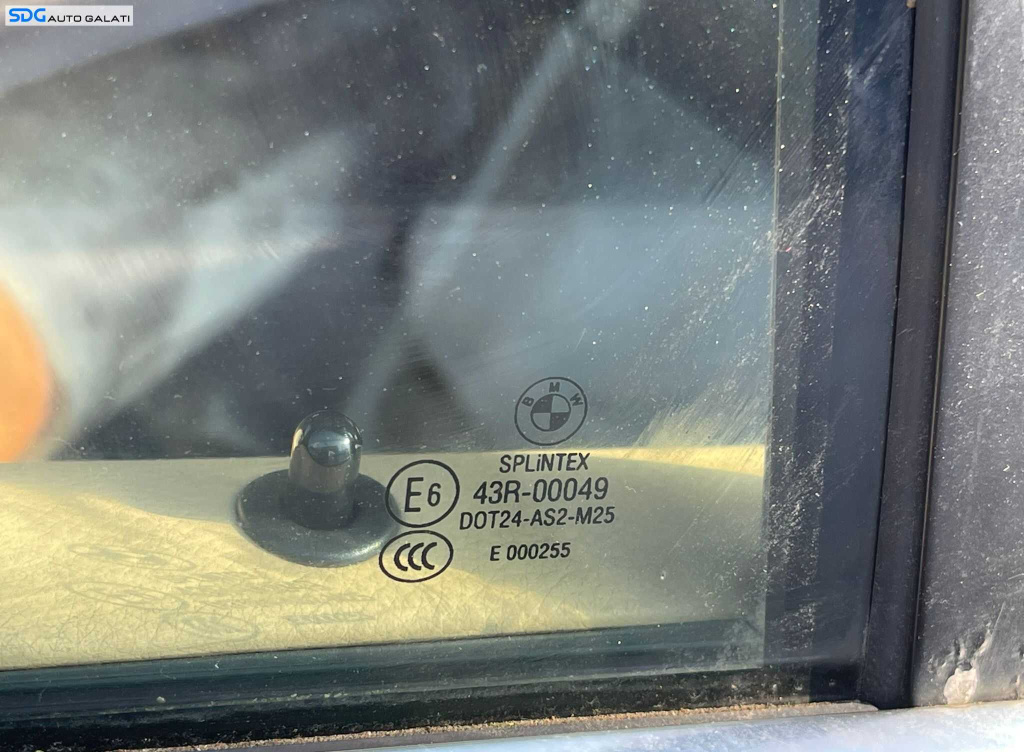 SDG AUTO GALATI
BMW
SPLiNTEX
E6 43R-00049
DOT24-AS2-M25
CCC E 000255